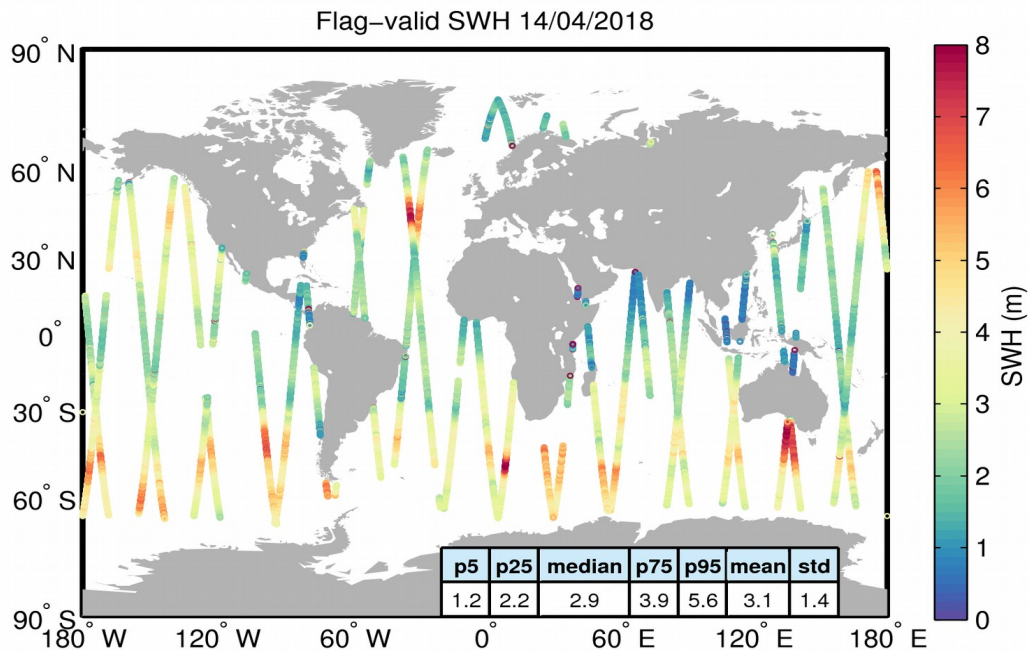 Flag−valid SWH 14/04/2018
90° N
60° N
30° N
0°
30° S
60° S
90° S
180° W
120° W
60° W
0°
60° E
120° E
180° E
p5 p25 median p75 p95 mean std
1.2 2.2 2.9 3.9 5.6 3.1 1.4
8
7
6
5
4
3
2
1
0
SWH (m)